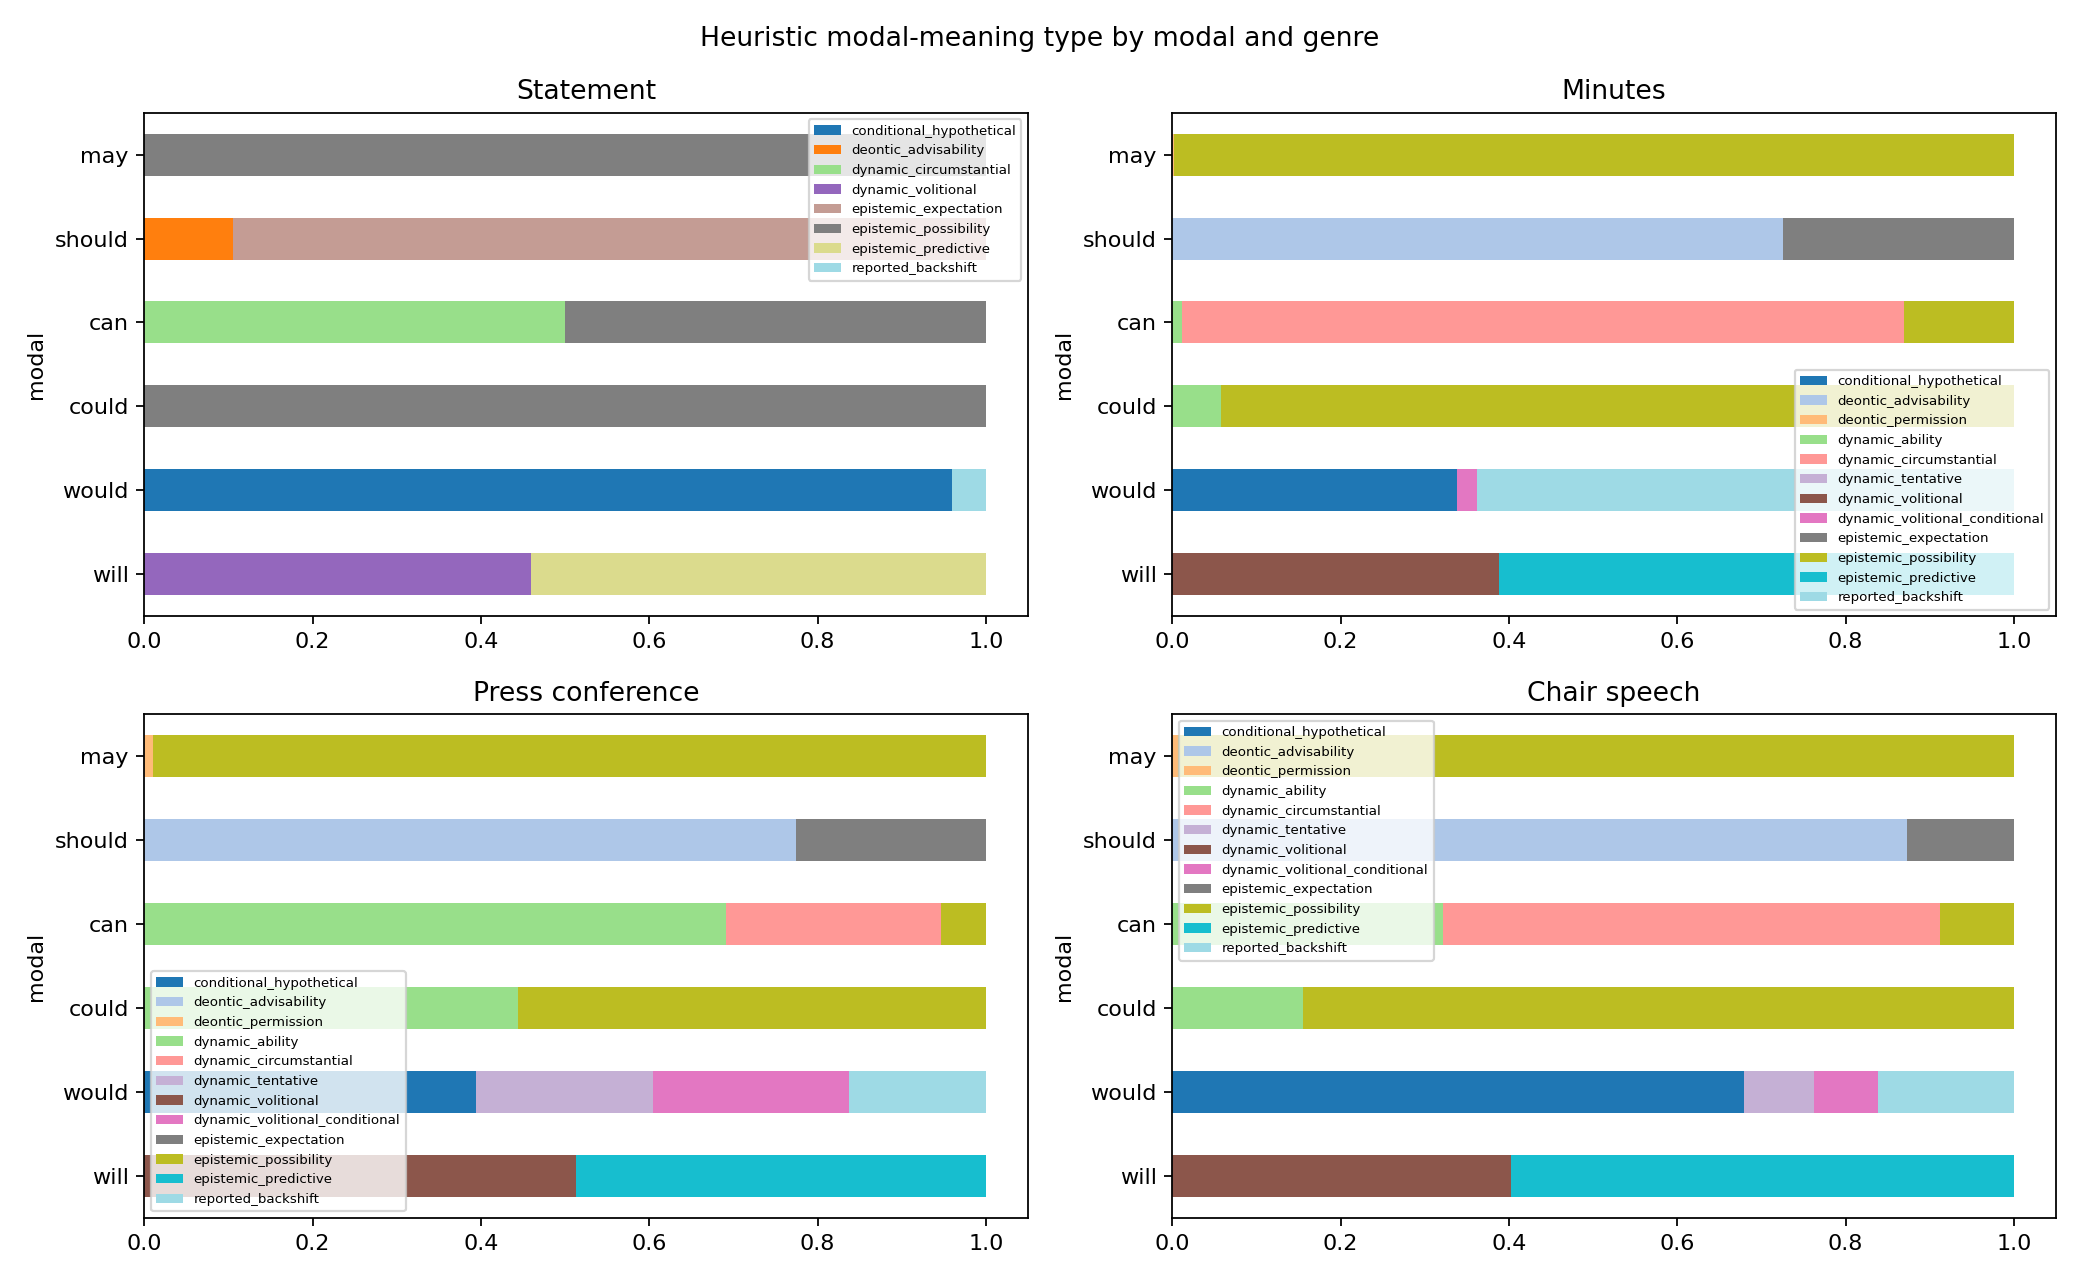 Heuristic modal-meaning type by modal and genre
Statement
modal
may
should
can
could
would
will
0.0 0.2 0.4 0.6 0.8 1.0
conditional_hypothetical
deontic_advisability
dynamic_circumstantial
dynamic_volitional
epistemic_expectation
epistemic_possibility
epistemic_predictive
reported_backshift
Minutes
modal
may
should
can
could
would
will
0.0 0.2 0.4 0.6 0.8 1.0
conditional_hypothetical
deontic_advisability
deontic_permission
dynamic_ability
dynamic_circumstantial
dynamic_tentative
dynamic_volitional
dynamic_volitional_conditional
epistemic_expectation
epistemic_possibility
epistemic_predictive
reported_backshift
Press conference
modal
may
should
can
could
would
will
0.0 0.2 0.4 0.6 0.8 1.0
conditional_hypothetical
deontic_advisability
deontic_permission
dynamic_ability
dynamic_circumstantial
dynamic_tentative
dynamic_volitional
dynamic_volitional_conditional
epistemic_expectation
epistemic_possibility
epistemic_predictive
reported_backshift
Chair speech
modal
may
should
can
could
would
will
0.0 0.2 0.4 0.6 0.8 1.0
conditional_hypothetical
deontic_advisability
deontic_permission
dynamic_ability
dynamic_circumstantial
dynamic_tentative
dynamic_volitional
dynamic_volitional_conditional
epistemic_expectation
epistemic_possibility
epistemic_predictive
reported_backshift